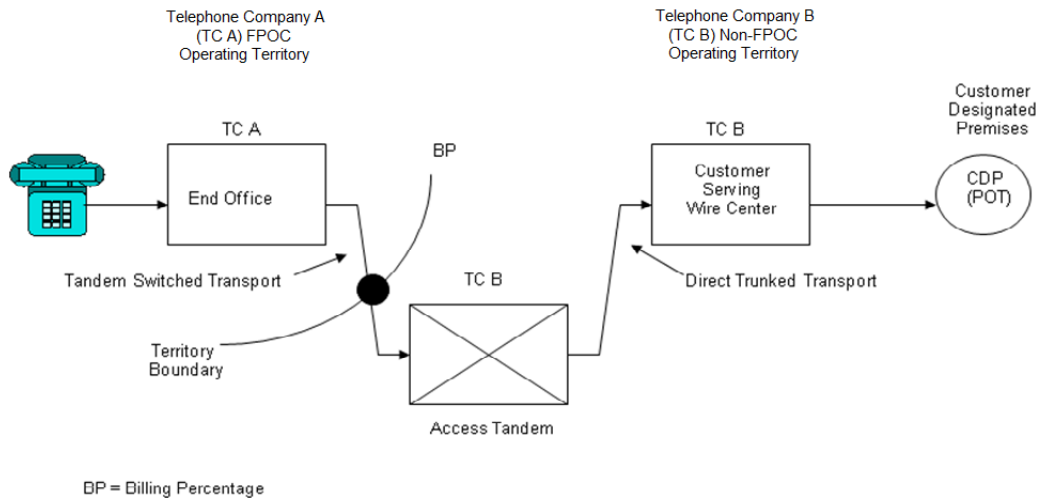 Telephone Company A
(TC A) FPOC
Operating Territory
Telephone Company B
(TC B) Non-FPOC
Operating Territory
Customer
Designated
Premises
TC A
BP
TC B
End Office
Customer
Serving
Wire Center
CDP
(POT)
Tandem Switched Transport
TC B
Direct Trunked Transport
Territory
Boundary
Access Tandem
BP = Billing Percentage